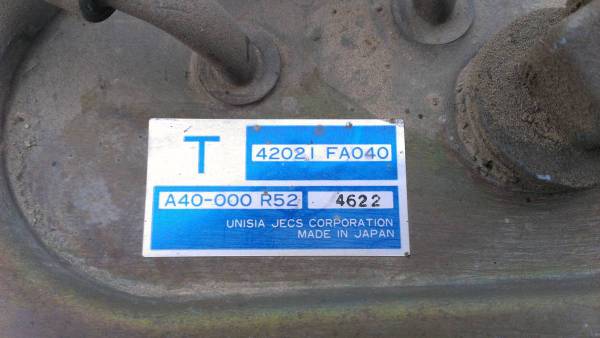 T
42021 FA040
A40-000 R52 4622
UNISIA JECS CORPORATION
MADE IN JAPAN